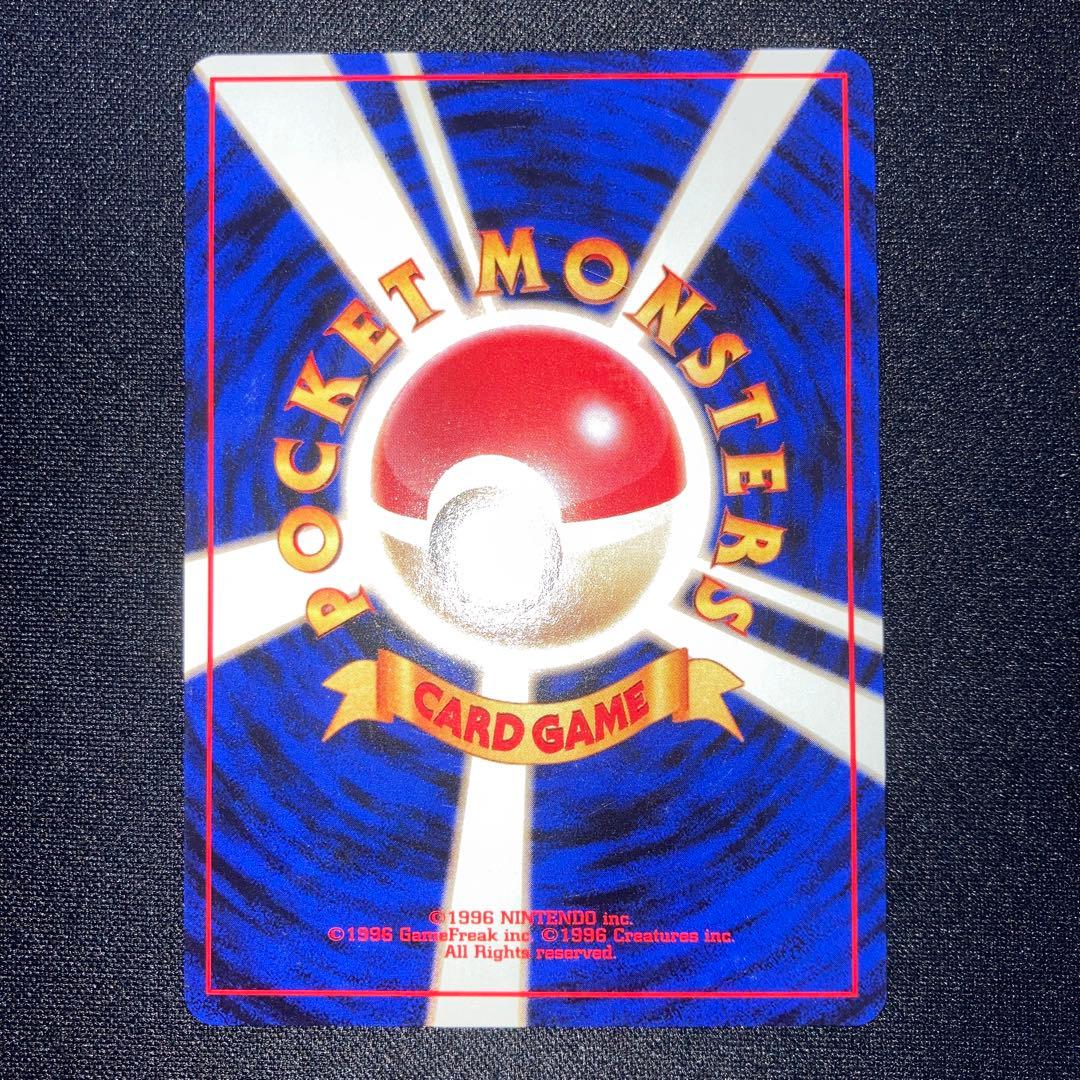 POCKET MONSTERS
CARD GAME
©1996 NINTENDO inc.
©1996 GameFreak inc. ©1996 Creatures inc.
All Rights reserved.